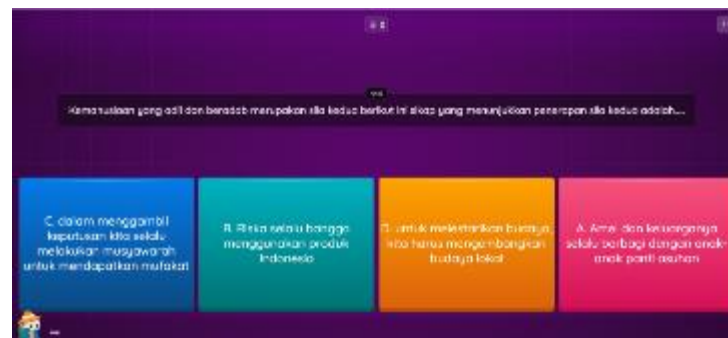 Kemanusiaan yang adil dan beradab merupakan sila kedua berikut ini sikap yang menunjukkan penerapan sila kedua adalah....
C. dalam menggambil
keputusan kita selalu
melakukan musyawarah
untuk mendapatkan mufakat
B. Riska selalu bangga
menggunakan produk
Indonesia
D. untuk melestarikan budaya,
kita harus mengembangkan
budaya lokal
A. Amel dan keluarganya
selalu berbagi dengan anak-
anak panti asuhan